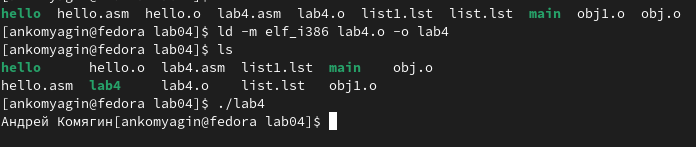 hello hello.asm hello.o lab4.asm lab4.o list1.lst list.lst main obj1.o obj.o
[ankomyagin@fedora lab04]$ ld -m elf_i386 lab4.o -o lab4
[ankomyagin@fedora lab04]$ ls
hello hello.o lab4.asm list1.lst main obj.o
hello.asm lab4 lab4.o list.lst obj1.o
[ankomyagin@fedora lab04]$ ./lab4
Андрей Комягин[ankomyagin@fedora lab04]$